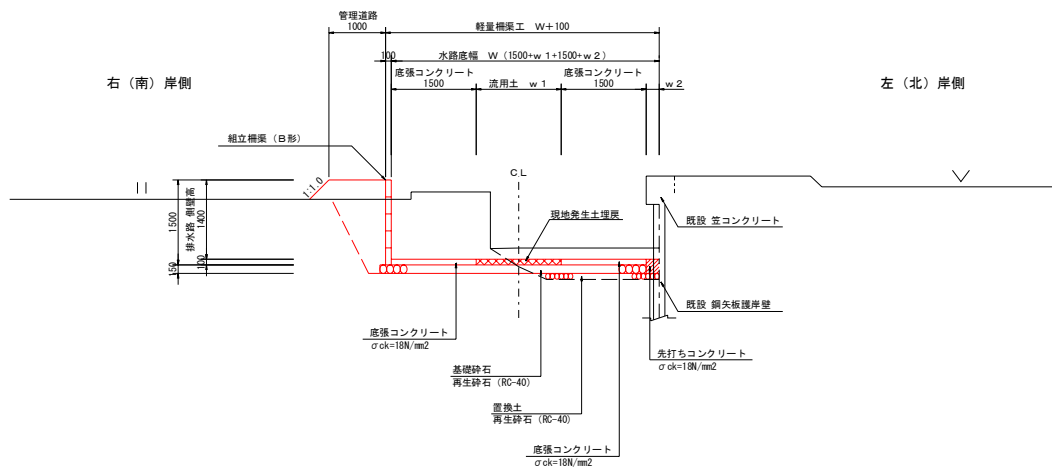 管理道路
1000
軽量柵渠工 W+100
100
水路底幅 W (1500+w1+1500+w2)
底張コンクリート
1500
流用土 w1
底張コンクリート
1500
w2
右(南)岸側
左(北)岸側
組立柵渠(B形)
C.L
1:1.0
1500
排水路 側壁高
1400
100
150
現地発生土埋戻
既設 笠コンクリート
既設 鋼矢板護岸壁
底張コンクリート
σck=18N/mm2
先打ちコンクリート
σck=18N/mm2
基礎砕石
再生砕石(RC-40)
置換土
再生砕石(RC-40)
底張コンクリート
σck=18N/mm2